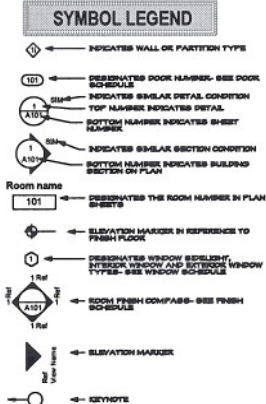 SYMBOL LEGEND
INDICATES WALL OR PARTITION TYPE
101
DESIGNATES DOOR NUMBER- SEE DOOR
SCHEDULE
SIM
INDICATES SIMILAR DETAIL CONDITION
1
TOP NUMBER INDICATES DETAIL
A101
BOTTOM NUMBER INDICATES SHEET
NUMBER
SIM
INDICATES SIMILAR SECTION CONDITION
1
A101
BOTTOM NUMBER INDICATES BUILDING
SECTION ON PLAN
Room name
101
DESIGNATES THE ROOM NUMBER IN PLAN
SHEETS
ELEVATION MARKER IN REFERENCE TO
FINISH FLOOR
1
DESIGNATES WINDOW SIDELIGHT,
INTERIOR WINDOW AND EXTERIOR WINDOW
TYPES- SEE WINDOW SCHEDULE
1 Ref
1 Ref
1
A101
1 Ref
ROOM FINISH COMPASS- SEE FINISH
SCHEDULE
1 Ref
ELEVATION MARKER
Ref
View Name
KEYNOTE